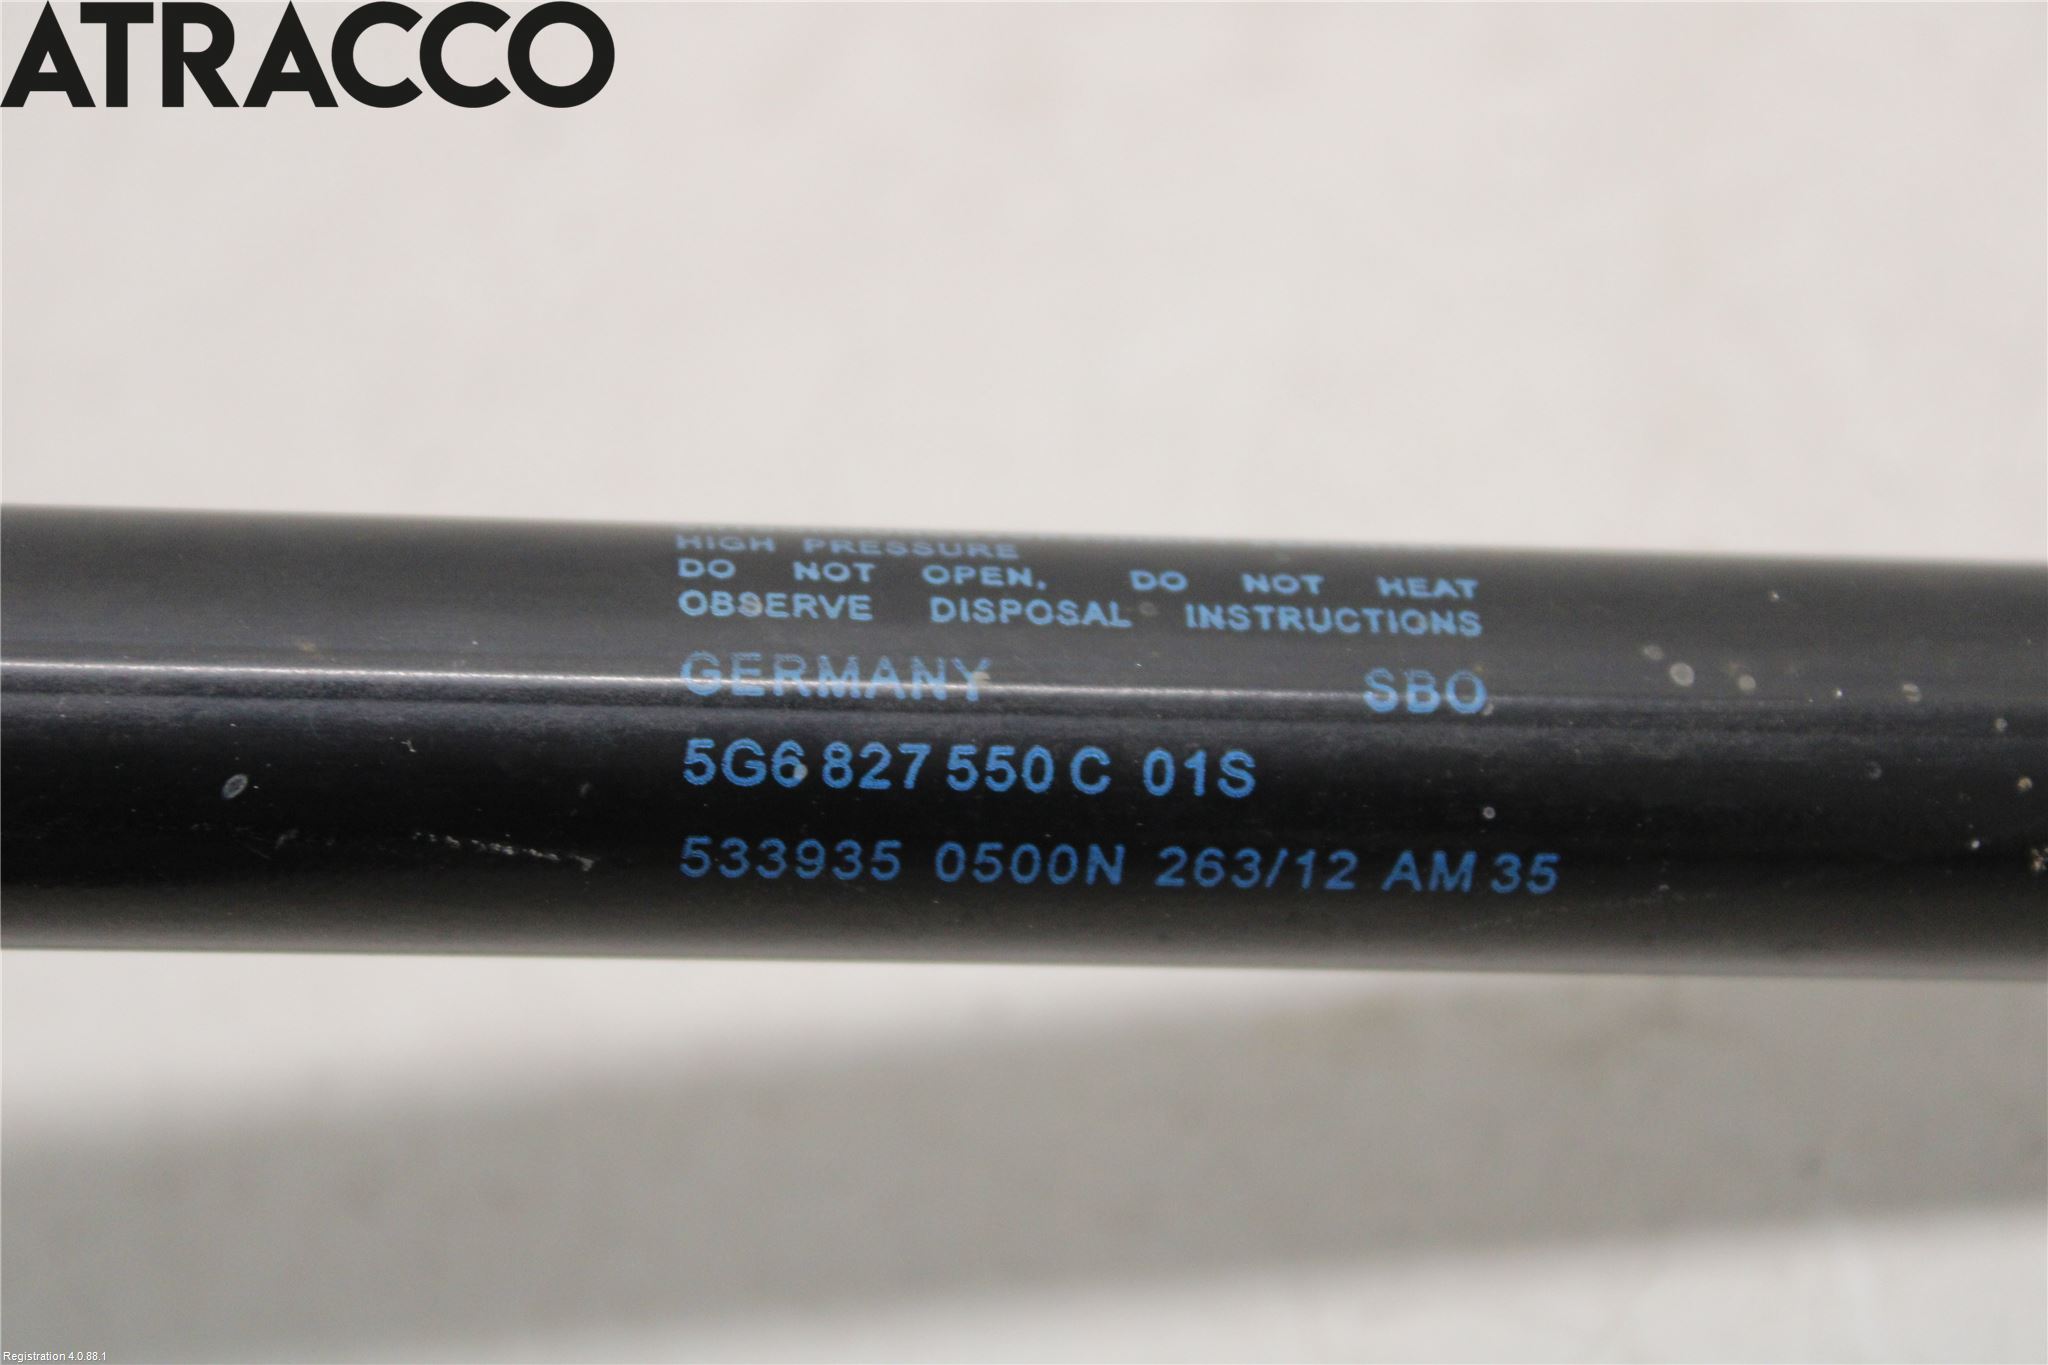 ATRACCO
HIGH PRESSURE
DO NOT OPEN. DO NOT HEAT
OBSERVE DISPOSAL INSTRUCTIONS
GERMANY SBO
5G6 827 550 C 01S
533935 0500N 263/12 AM 35
Registration 4.0.88.1